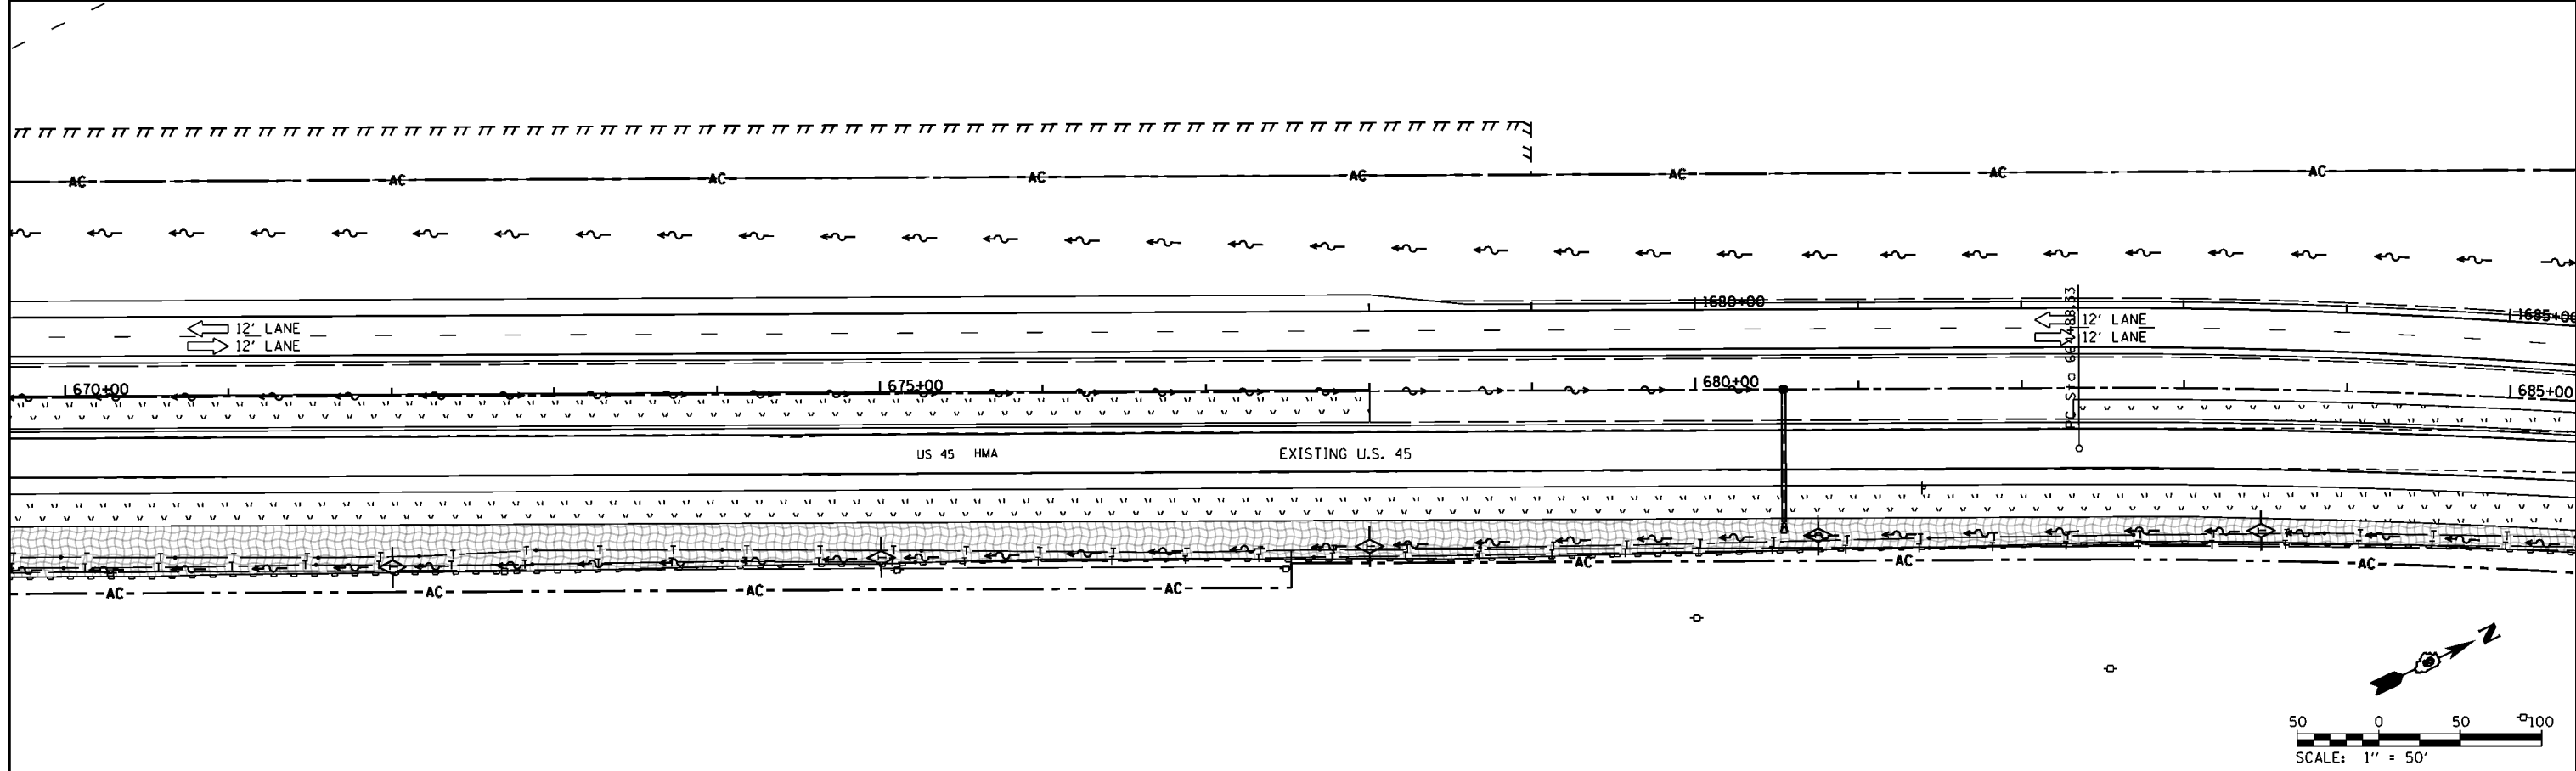 AC AC AC AC AC AC AC AC
1680+00
12' LANE
12' LANE
12' LANE
12' LANE
1685+00
670+00
675+00
680+00
685+00
US 45 HMA
EXISTING U.S. 45
T T T T T T T T T T T T T T T T T T T T T T T T T T T
AC AC AC AC AC AC AC
N
50 0 50 100
SCALE: 1" = 50'